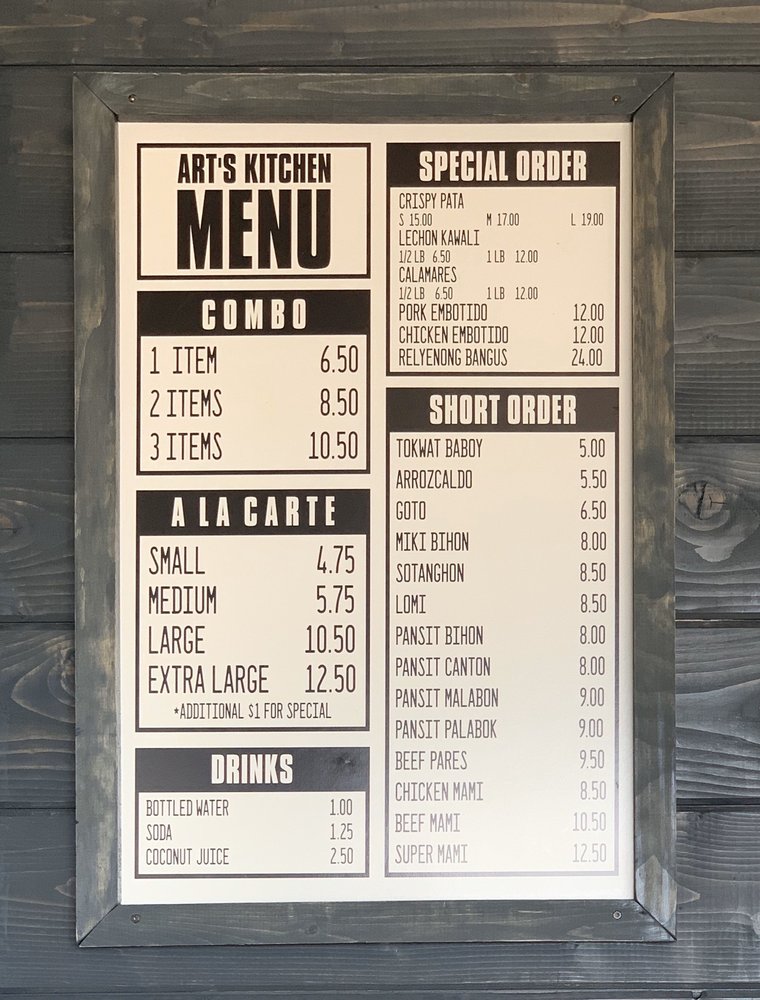 ART'S KITCHEN
MENU
COMBO
1 ITEM 6.50
2 ITEMS 8.50
3 ITEMS 10.50
A LA CARTE
SMALL 4.75
MEDIUM 5.75
LARGE 10.50
EXTRA LARGE 12.50
*ADDITIONAL $1 FOR SPECIAL
DRINKS
BOTTLED WATER 1.00
SODA 1.25
COCONUT JUICE 2.50
SPECIAL ORDER
CRISPY PATA
S 15.00 M 17.00 L 19.00
LECHON KAWALI
1/2 LB 6.50 1 LB 12.00
CALAMARES
1/2 LB 6.50 1 LB 12.00
PORK EMBOTIDO 12.00
CHICKEN EMBOTIDO 12.00
RELYENONG BANGUS 24.00
SHORT ORDER
TOKWAT BABOY 5.00
ARROZCALDO 5.50
GOTO 6.50
MIKI BIHON 8.00
SOTANGHON 8.50
LOMI 8.50
PANSIT BIHON 8.00
PANSIT CANTON 8.00
PANSIT MALABON 9.00
PANSIT PALABOK 9.00
BEEF PARES 9.50
CHICKEN MAMI 8.50
BEEF MAMI 10.50
SUPER MAMI 12.50